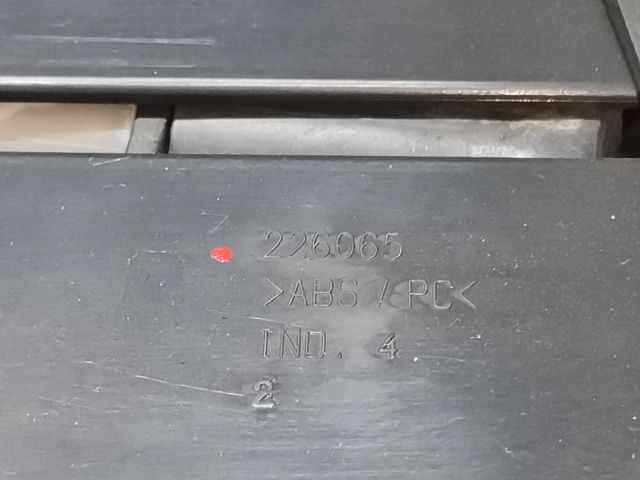 226065
>ABS / PC<
IND. 4
2